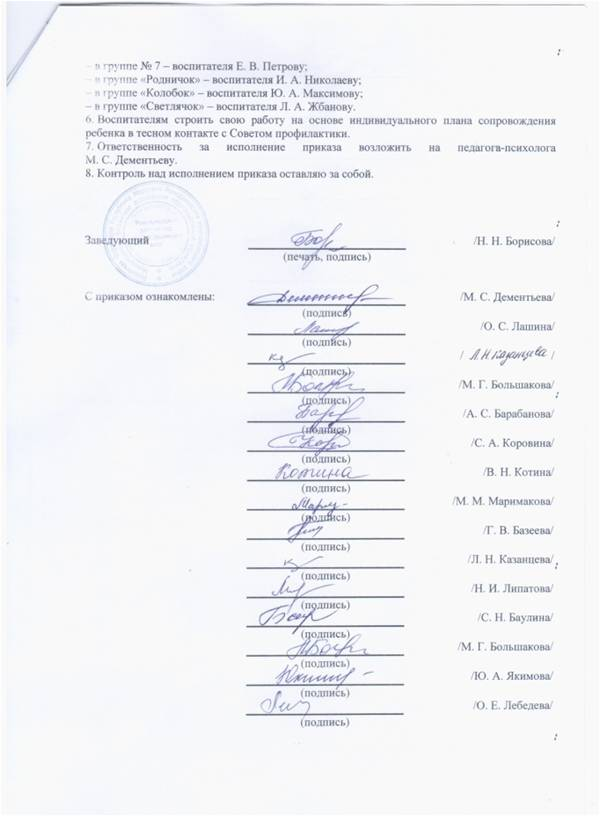 – в группе № 7 – воспитателя Е. В. Петрову;
– в группе «Родничок» – воспитателя И. А. Николаеву;
– в группе «Колобок» – воспитателя Ю. А. Максимову;
– в группе «Светлячок» – воспитателя Л. А. Жбанову.
6. Воспитателям строить свою работу на основе индивидуального плана сопровождения
ребенка в тесном контакте с Советом профилактики.
7. Ответственность за исполнение приказа возложить на педагога-психолога
М. С. Дементьеву.
8. Контроль над исполнением приказа оставляю за собой.
Заведующий /Н. Н. Борисова/
(печать, подпись)
С приказом ознакомлены: /М. С. Дементьева/
(подпись)
/О. С. Лашина/
(подпись)
/ Л.Н Казанцева /
(подпись)
/М. Г. Большакова/
(подпись)
/А. С. Барабанова/
(подпись)
/С. А. Коровина/
(подпись)
Котина /В. Н. Котина/
(подпись)
/М. М. Маримакова/
(подпись)
/Г. В. Базеева/
(подпись)
/Л. Н. Казанцева/
(подпись)
/Н. И. Липатова/
(подпись)
/С. Н. Баулина/
(подпись)
/М. Г. Большакова/
(подпись)
/Ю. А. Якимова/
(подпись)
/О. Е. Лебедева/
(подпись)